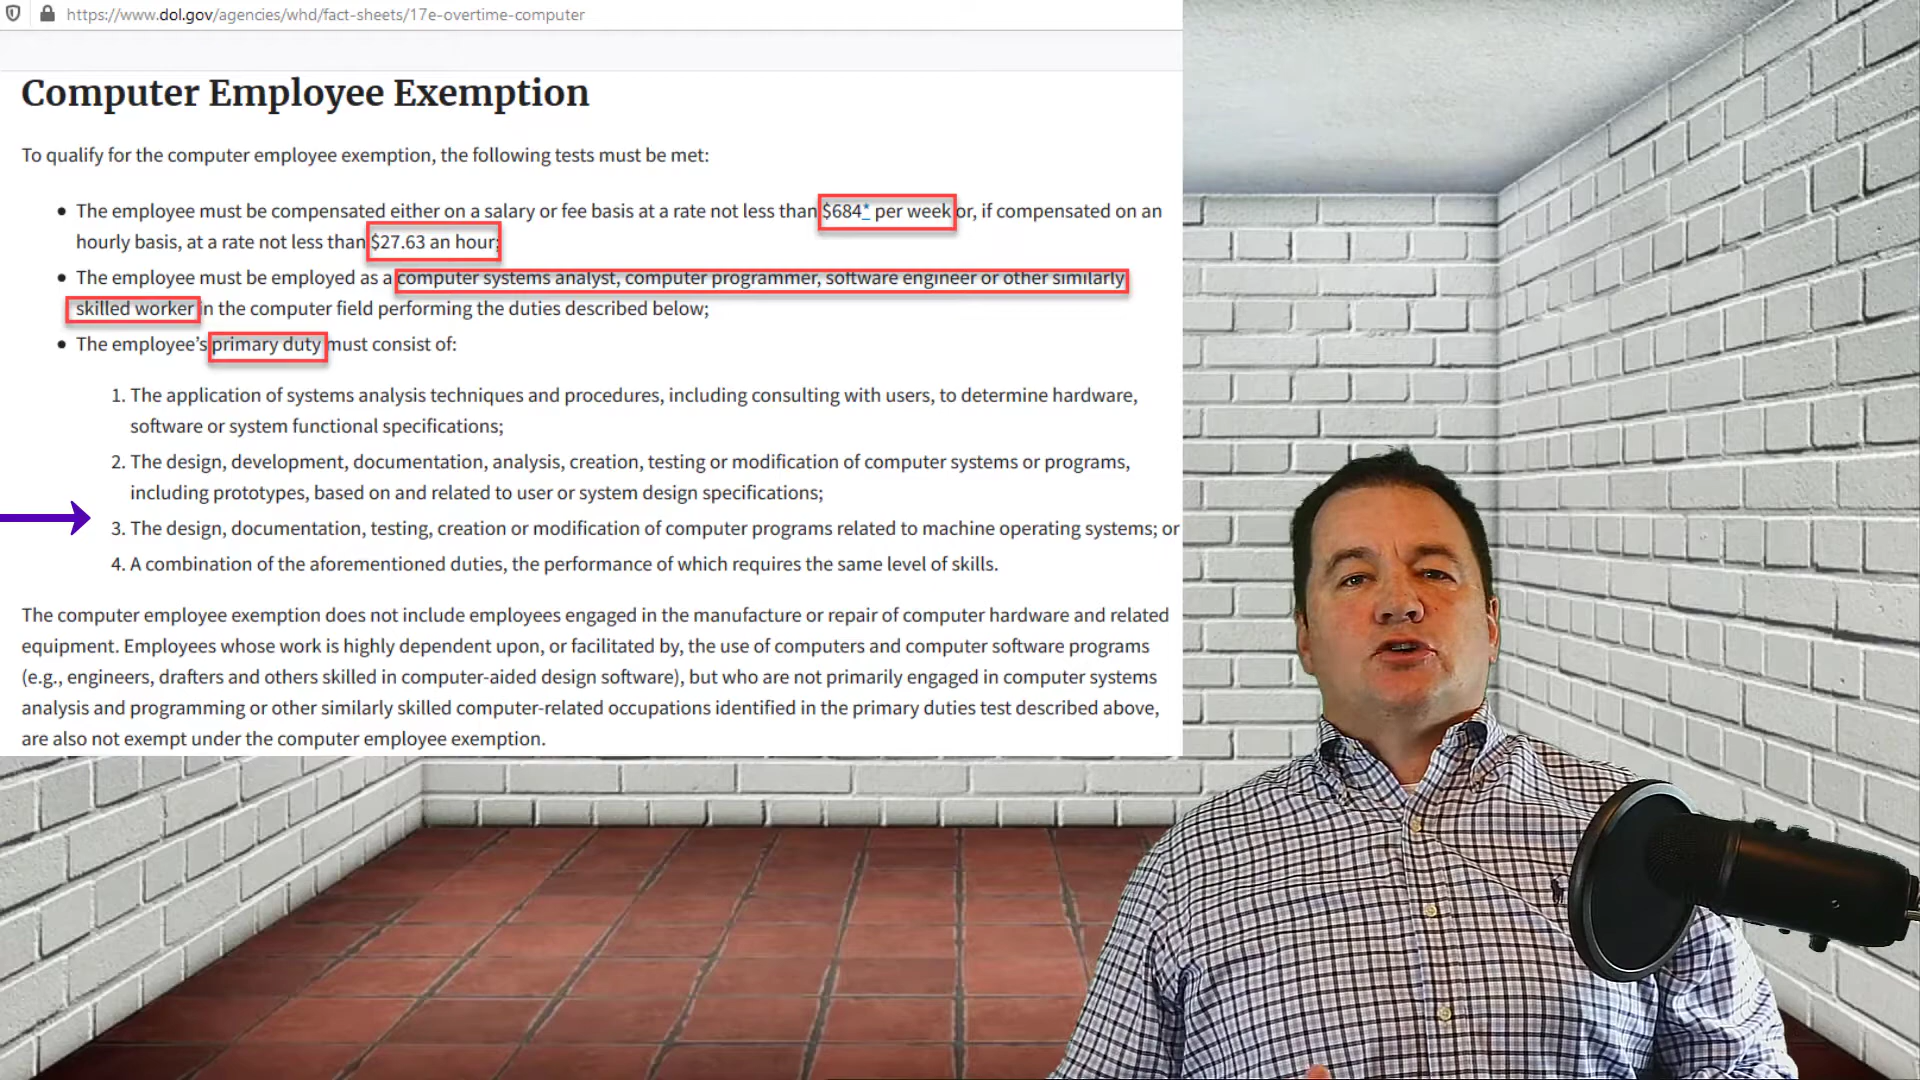 https://www.dol.gov/agencies/whd/fact-sheets/17e-overtime-computer
Computer Employee Exemption
To qualify for the computer employee exemption, the following tests must be met:
• The employee must be compensated either on a salary or fee basis at a rate not less than $684* per week or, if compensated on an
hourly basis, at a rate not less than $27.63 an hour;
• The employee must be employed as a computer systems analyst, computer programmer, software engineer or other similarly
skilled worker in the computer field performing the duties described below;
• The employee's primary duty must consist of:
1. The application of systems analysis techniques and procedures, including consulting with users, to determine hardware,
software or system functional specifications;
2. The design, development, documentation, analysis, creation, testing or modification of computer systems or programs,
including prototypes, based on and related to user or system design specifications;
3. The design, documentation, testing, creation or modification of computer programs related to machine operating systems; or
4. A combination of the aforementioned duties, the performance of which requires the same level of skills.
The computer employee exemption does not include employees engaged in the manufacture or repair of computer hardware and related
equipment. Employees whose work is highly dependent upon, or facilitated by, the use of computers and computer software programs
(e.g., engineers, drafters and others skilled in computer-aided design software), but who are not primarily engaged in computer systems
analysis and programming or other similarly skilled computer-related occupations identified in the primary duties test described above,
are also not exempt under the computer employee exemption.